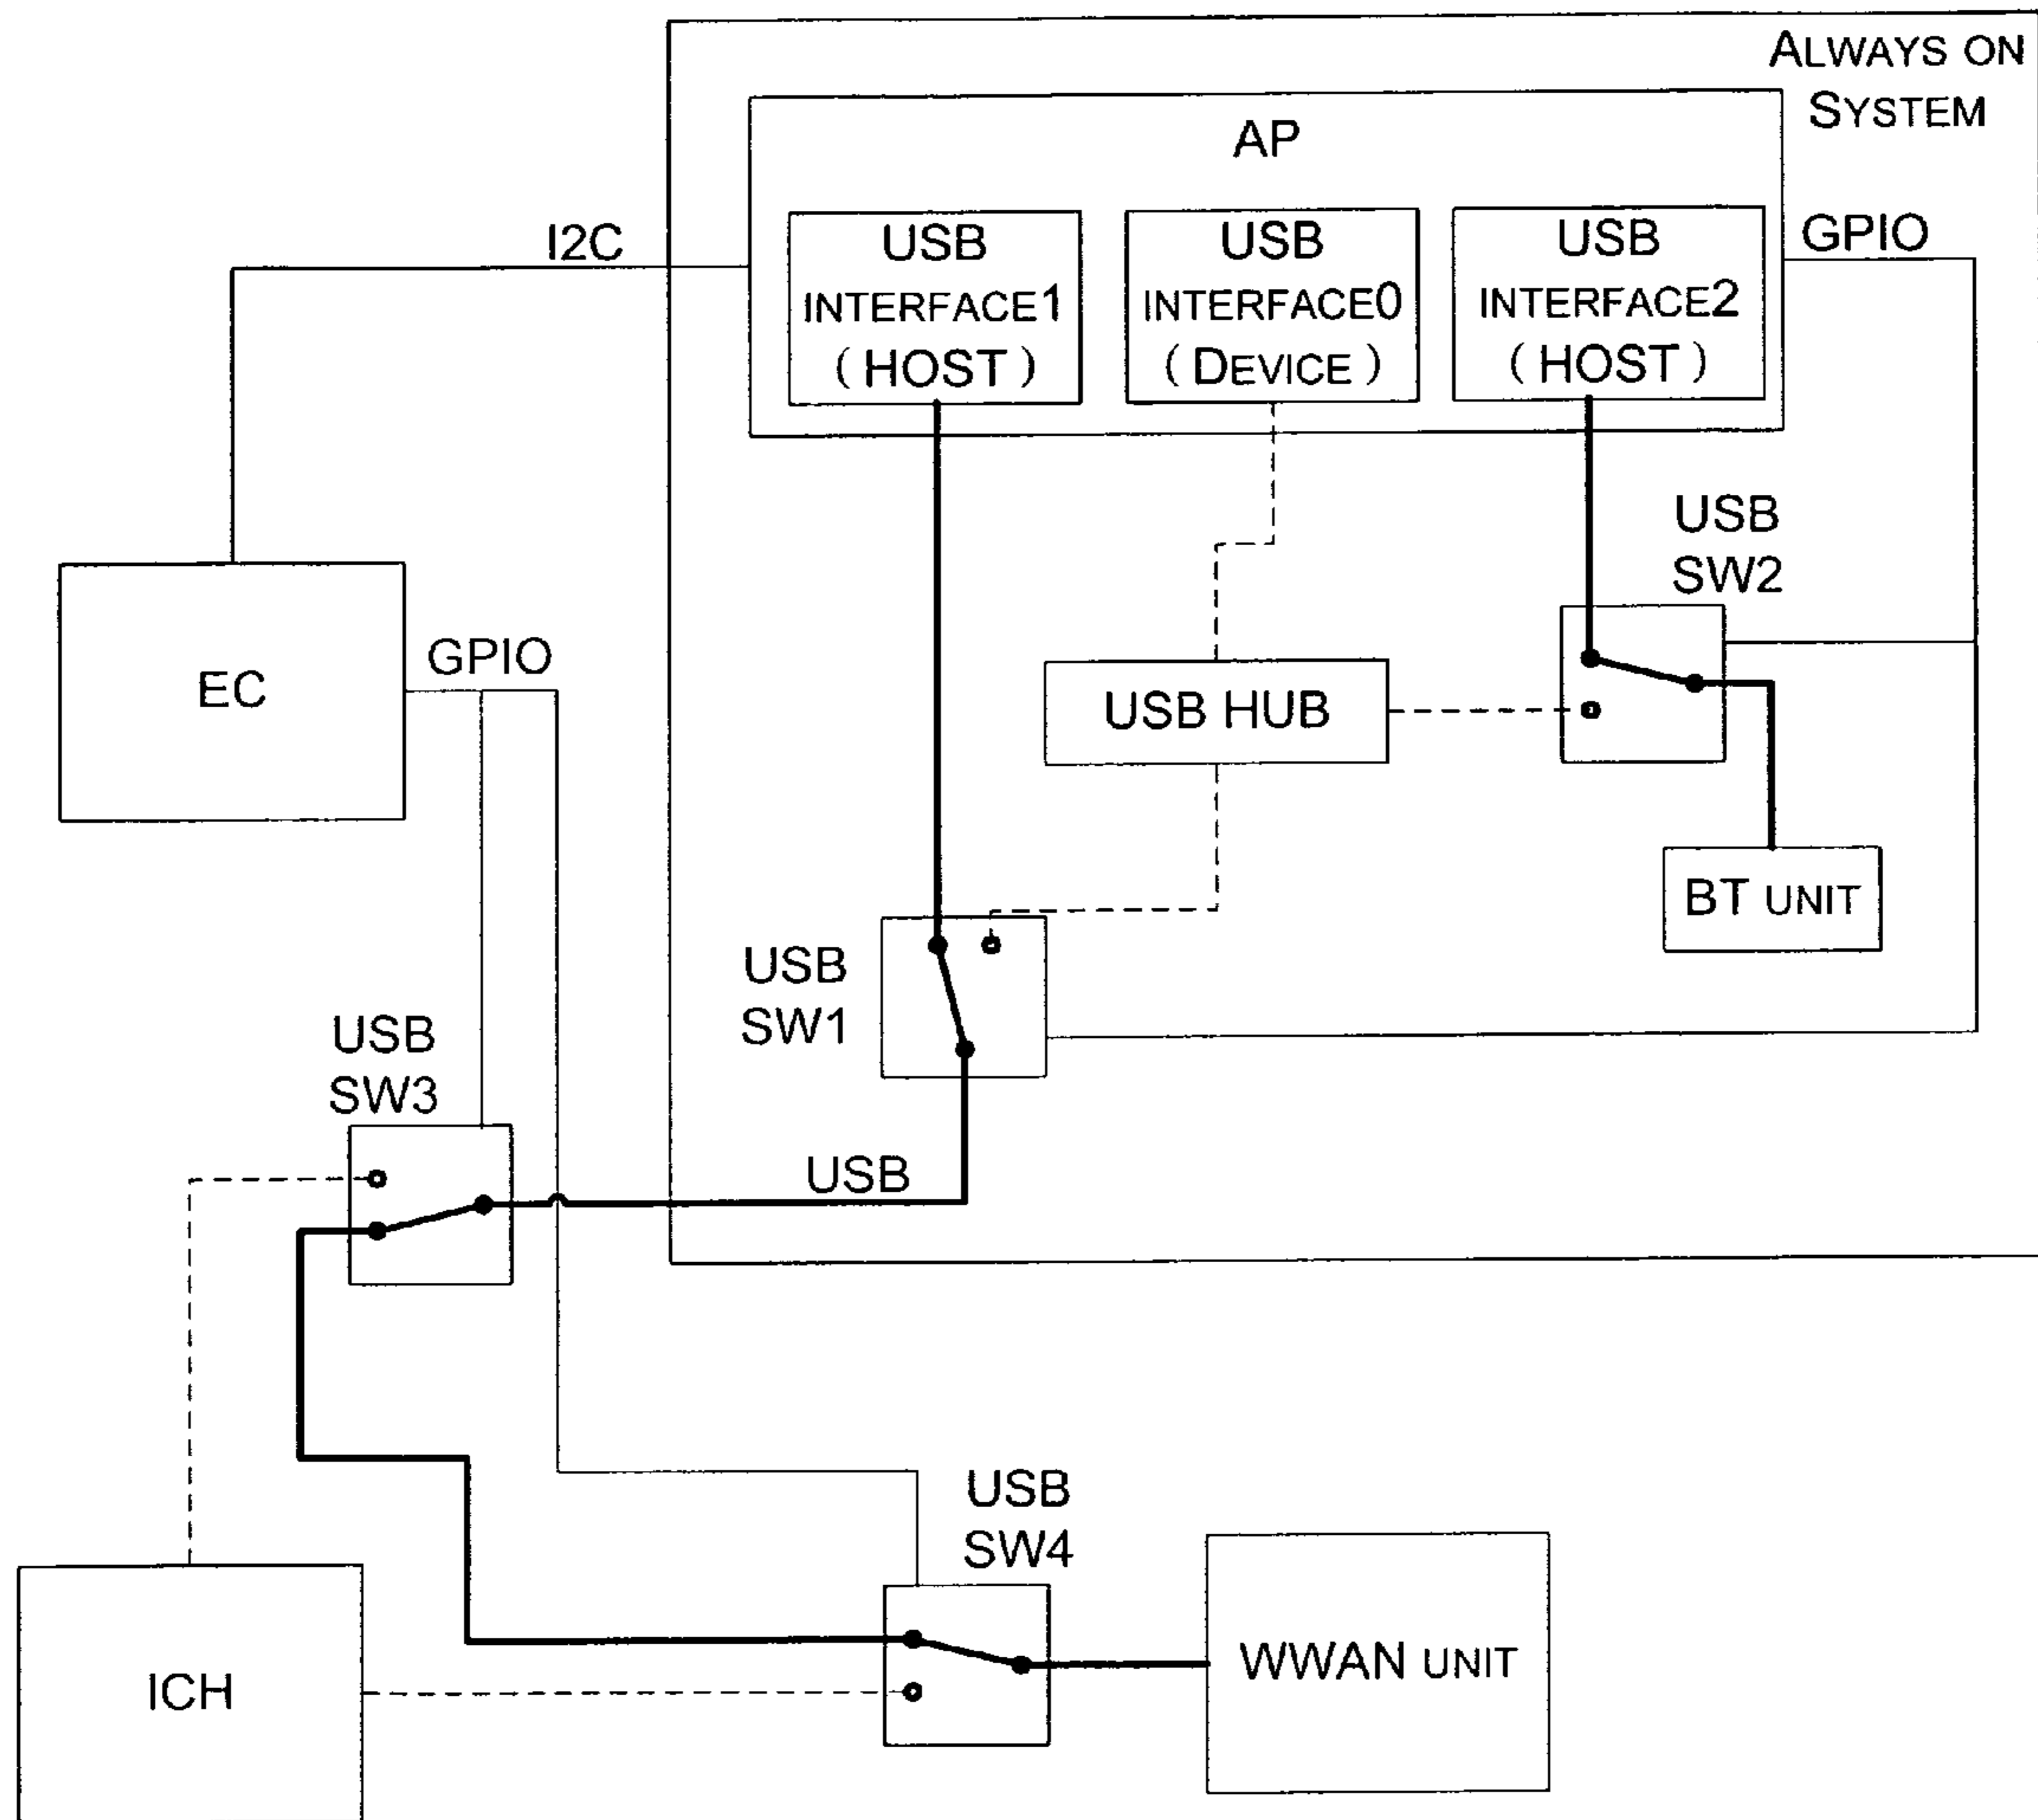 ALWAYS ON
SYSTEM
AP
I2C
USB
INTERFACE1
( HOST )
USB
INTERFACE0
( DEVICE )
USB
INTERFACE2
( HOST )
GPIO
USB
SW2
EC
GPIO
USB HUB
BT UNIT
USB
SW1
USB
SW3
USB
USB
SW4
ICH
WWAN UNIT